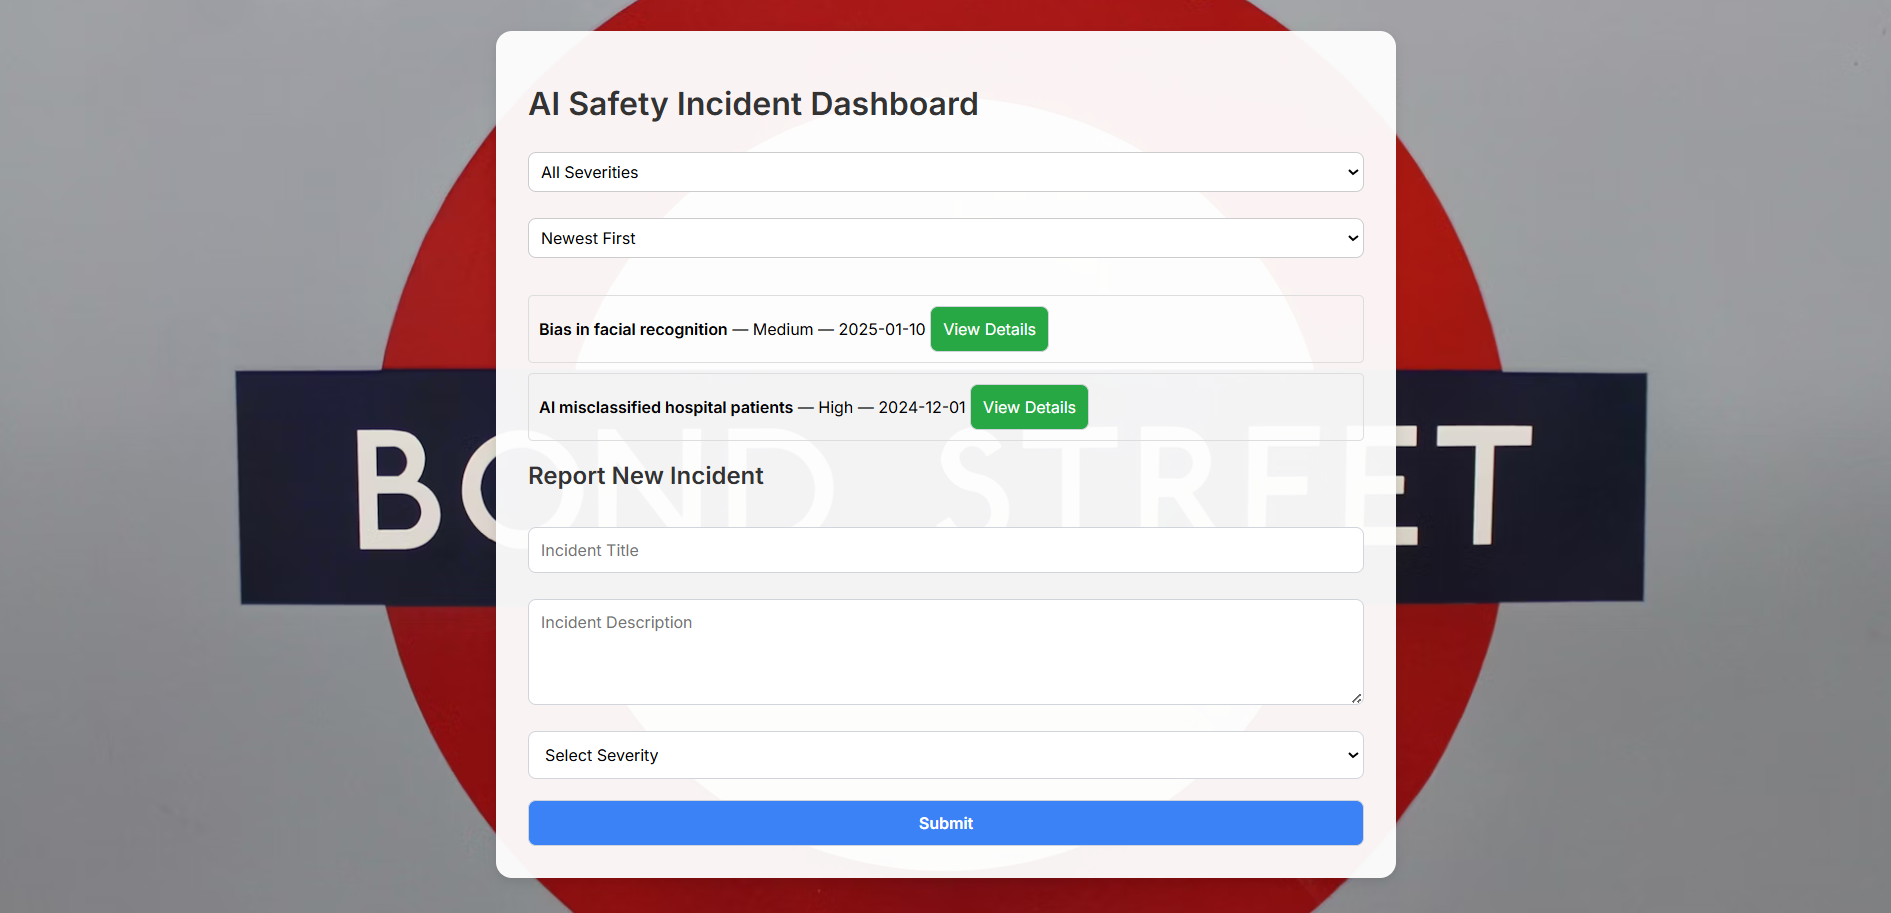 AI Safety Incident Dashboard
All Severities
Newest First
Bias in facial recognition — Medium — 2025-01-10 View Details
AI misclassified hospital patients — High — 2024-12-01 View Details
BOND STREET
Report New Incident
Incident Title
Incident Description
Select Severity
Submit